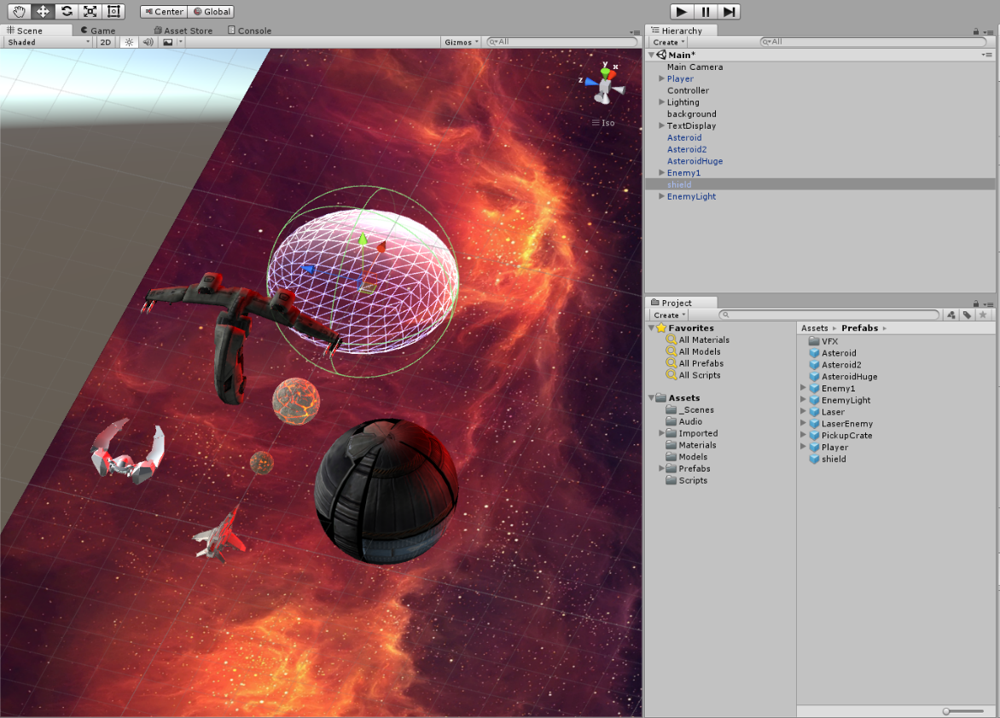 Center Global
Scene Game Asset Store Console
Shaded 2D Gizmos All
y
x
z
Iso
Hierarchy
Create All
Main*
Main Camera
Player
Controller
Lighting
background
TextDisplay
Asteroid
Asteroid2
AsteroidHuge
Enemy1
shield
EnemyLight
Project
Create
Favorites
All Materials
All Models
All Prefabs
All Scripts
Assets
_Scenes
Audio
Imported
Materials
Models
Prefabs
Scripts
Assets Prefabs
VFX
Asteroid
Asteroid2
AsteroidHuge
Enemy1
EnemyLight
Laser
LaserEnemy
PickupCrate
Player
shield